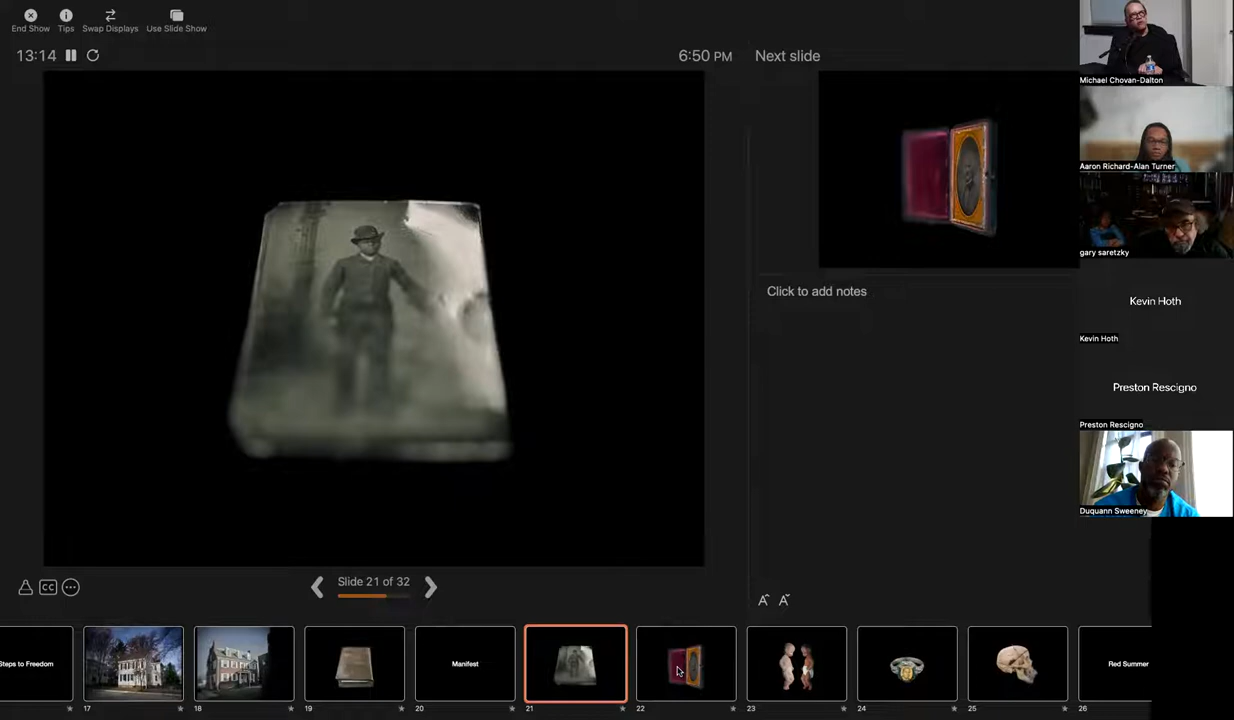 End Show
Tips
Swap Displays
Use Slide Show
13:14
6:50 PM
Next slide
Click to add notes
Slide 21 of 32
CC
Michael Chovan-Dalton
Aaron Richard-Alan Turner
gary saretzky
Kevin Hoth
Kevin Hoth
Preston Rescigno
Preston Rescigno
Duquann Sweeney
Steps to Freedom
Manifest
Red Summer
17
18
19
20
21
22
23
24
25
26